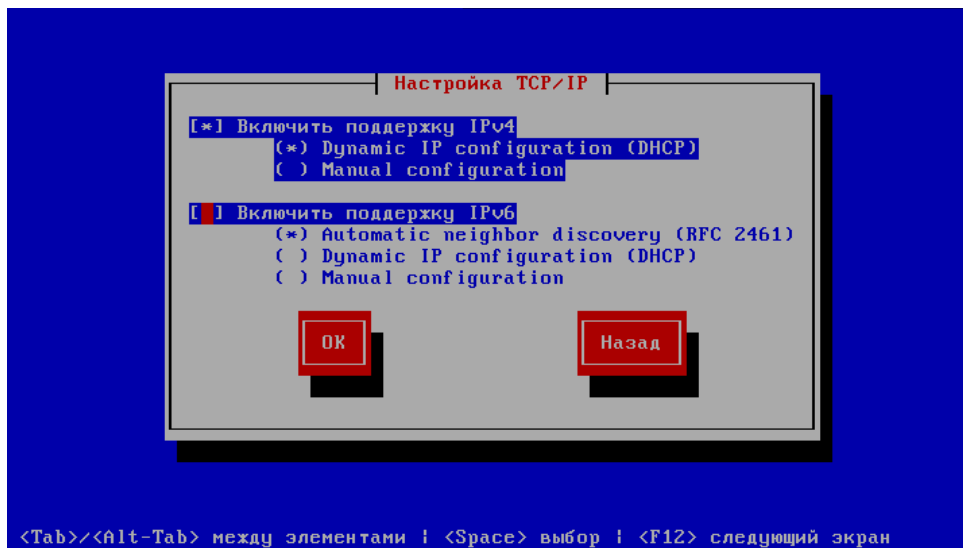 Настройка TCP/IP
[*] Включить поддержку IPv4
(*) Dynamic IP configuration (DHCP)
( ) Manual configuration
[ ] Включить поддержку IPv6
(*) Automatic neighbor discovery (RFC 2461)
( ) Dynamic IP configuration (DHCP)
( ) Manual configuration
OK Назад
<Tab>/<Alt-Tab> между элементами | <Space> выбор | <F12> следующий экран